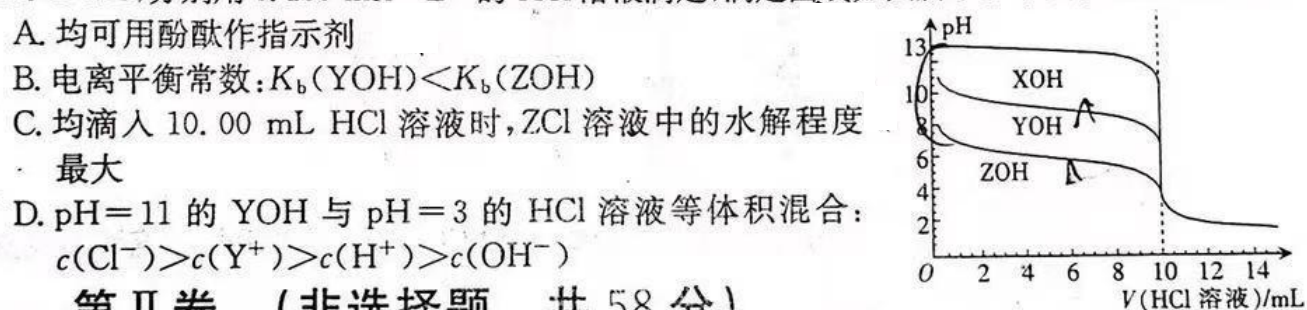 A. 均可用酚酞作指示剂
B. 电离平衡常数:K_b(YOH)<K_b(ZOH)
C. 均滴入 10.00 mL HCl 溶液时,ZCl 溶液中的水解程度
最大
D. pH=11 的 YOH 与 pH=3 的 HCl 溶液等体积混合:
c(Cl⁻)>c(Y⁺)>c(H⁺)>c(OH⁻)
第Ⅱ卷 (非选择题 共 58 分)
pH
13
10
8
6
4
2
XOH
YOH
ZOH
O 2 4 6 8 10 12 14
V(HCl 溶液)/mL